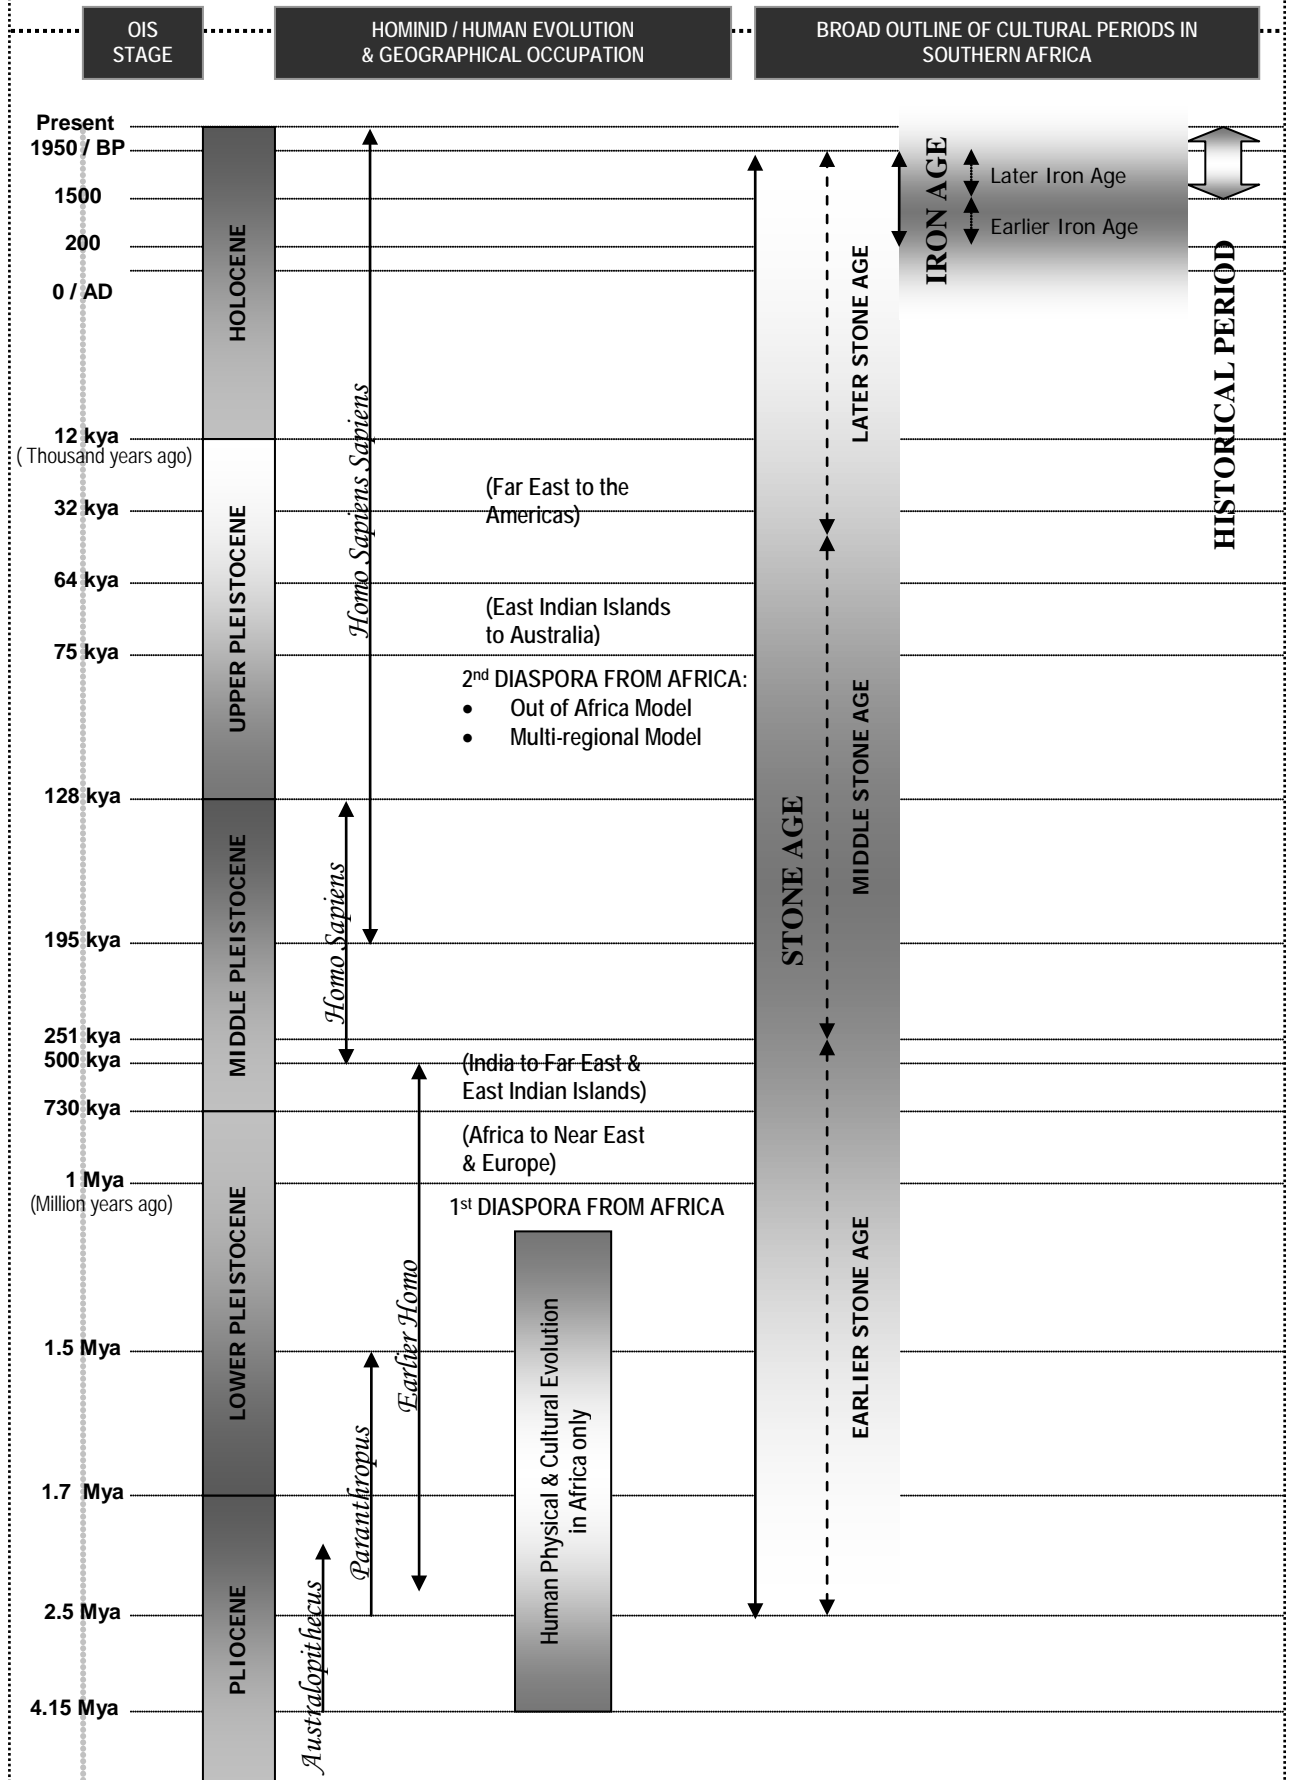 OIS
STAGE
HOMINID / HUMAN EVOLUTION
& GEOGRAPHICAL OCCUPATION
BROAD OUTLINE OF CULTURAL PERIODS IN
SOUTHERN AFRICA
Present
1950 / BP
1500
200
0 / AD
12 kya
( Thousand years ago)
32 kya
64 kya
75 kya
128 kya
195 kya
251 kya
500 kya
730 kya
1 Mya
(Million years ago)
1.5 Mya
1.7 Mya
2.5 Mya
4.15 Mya
HOLOCENE
UPPER PLEISTOCENE
MIDDLE PLEISTOCENE
LOWER PLEISTOCENE
PLIOCENE
Homo Sapiens Sapiens
Homo Sapiens
Earlier Homo
Paranthropus
Australopithecus
(Far East to the
Americas)
(East Indian Islands
to Australia)
2nd DIASPORA FROM AFRICA:
• Out of Africa Model
• Multi-regional Model
(India to Far East &
East Indian Islands)
(Africa to Near East
& Europe)
1st DIASPORA FROM AFRICA
Human Physical & Cultural Evolution
in Africa only
STONE AGE
LATER STONE AGE
MIDDLE STONE AGE
EARLIER STONE AGE
IRON AGE
Later Iron Age
Earlier Iron Age
HISTORICAL PERIOD